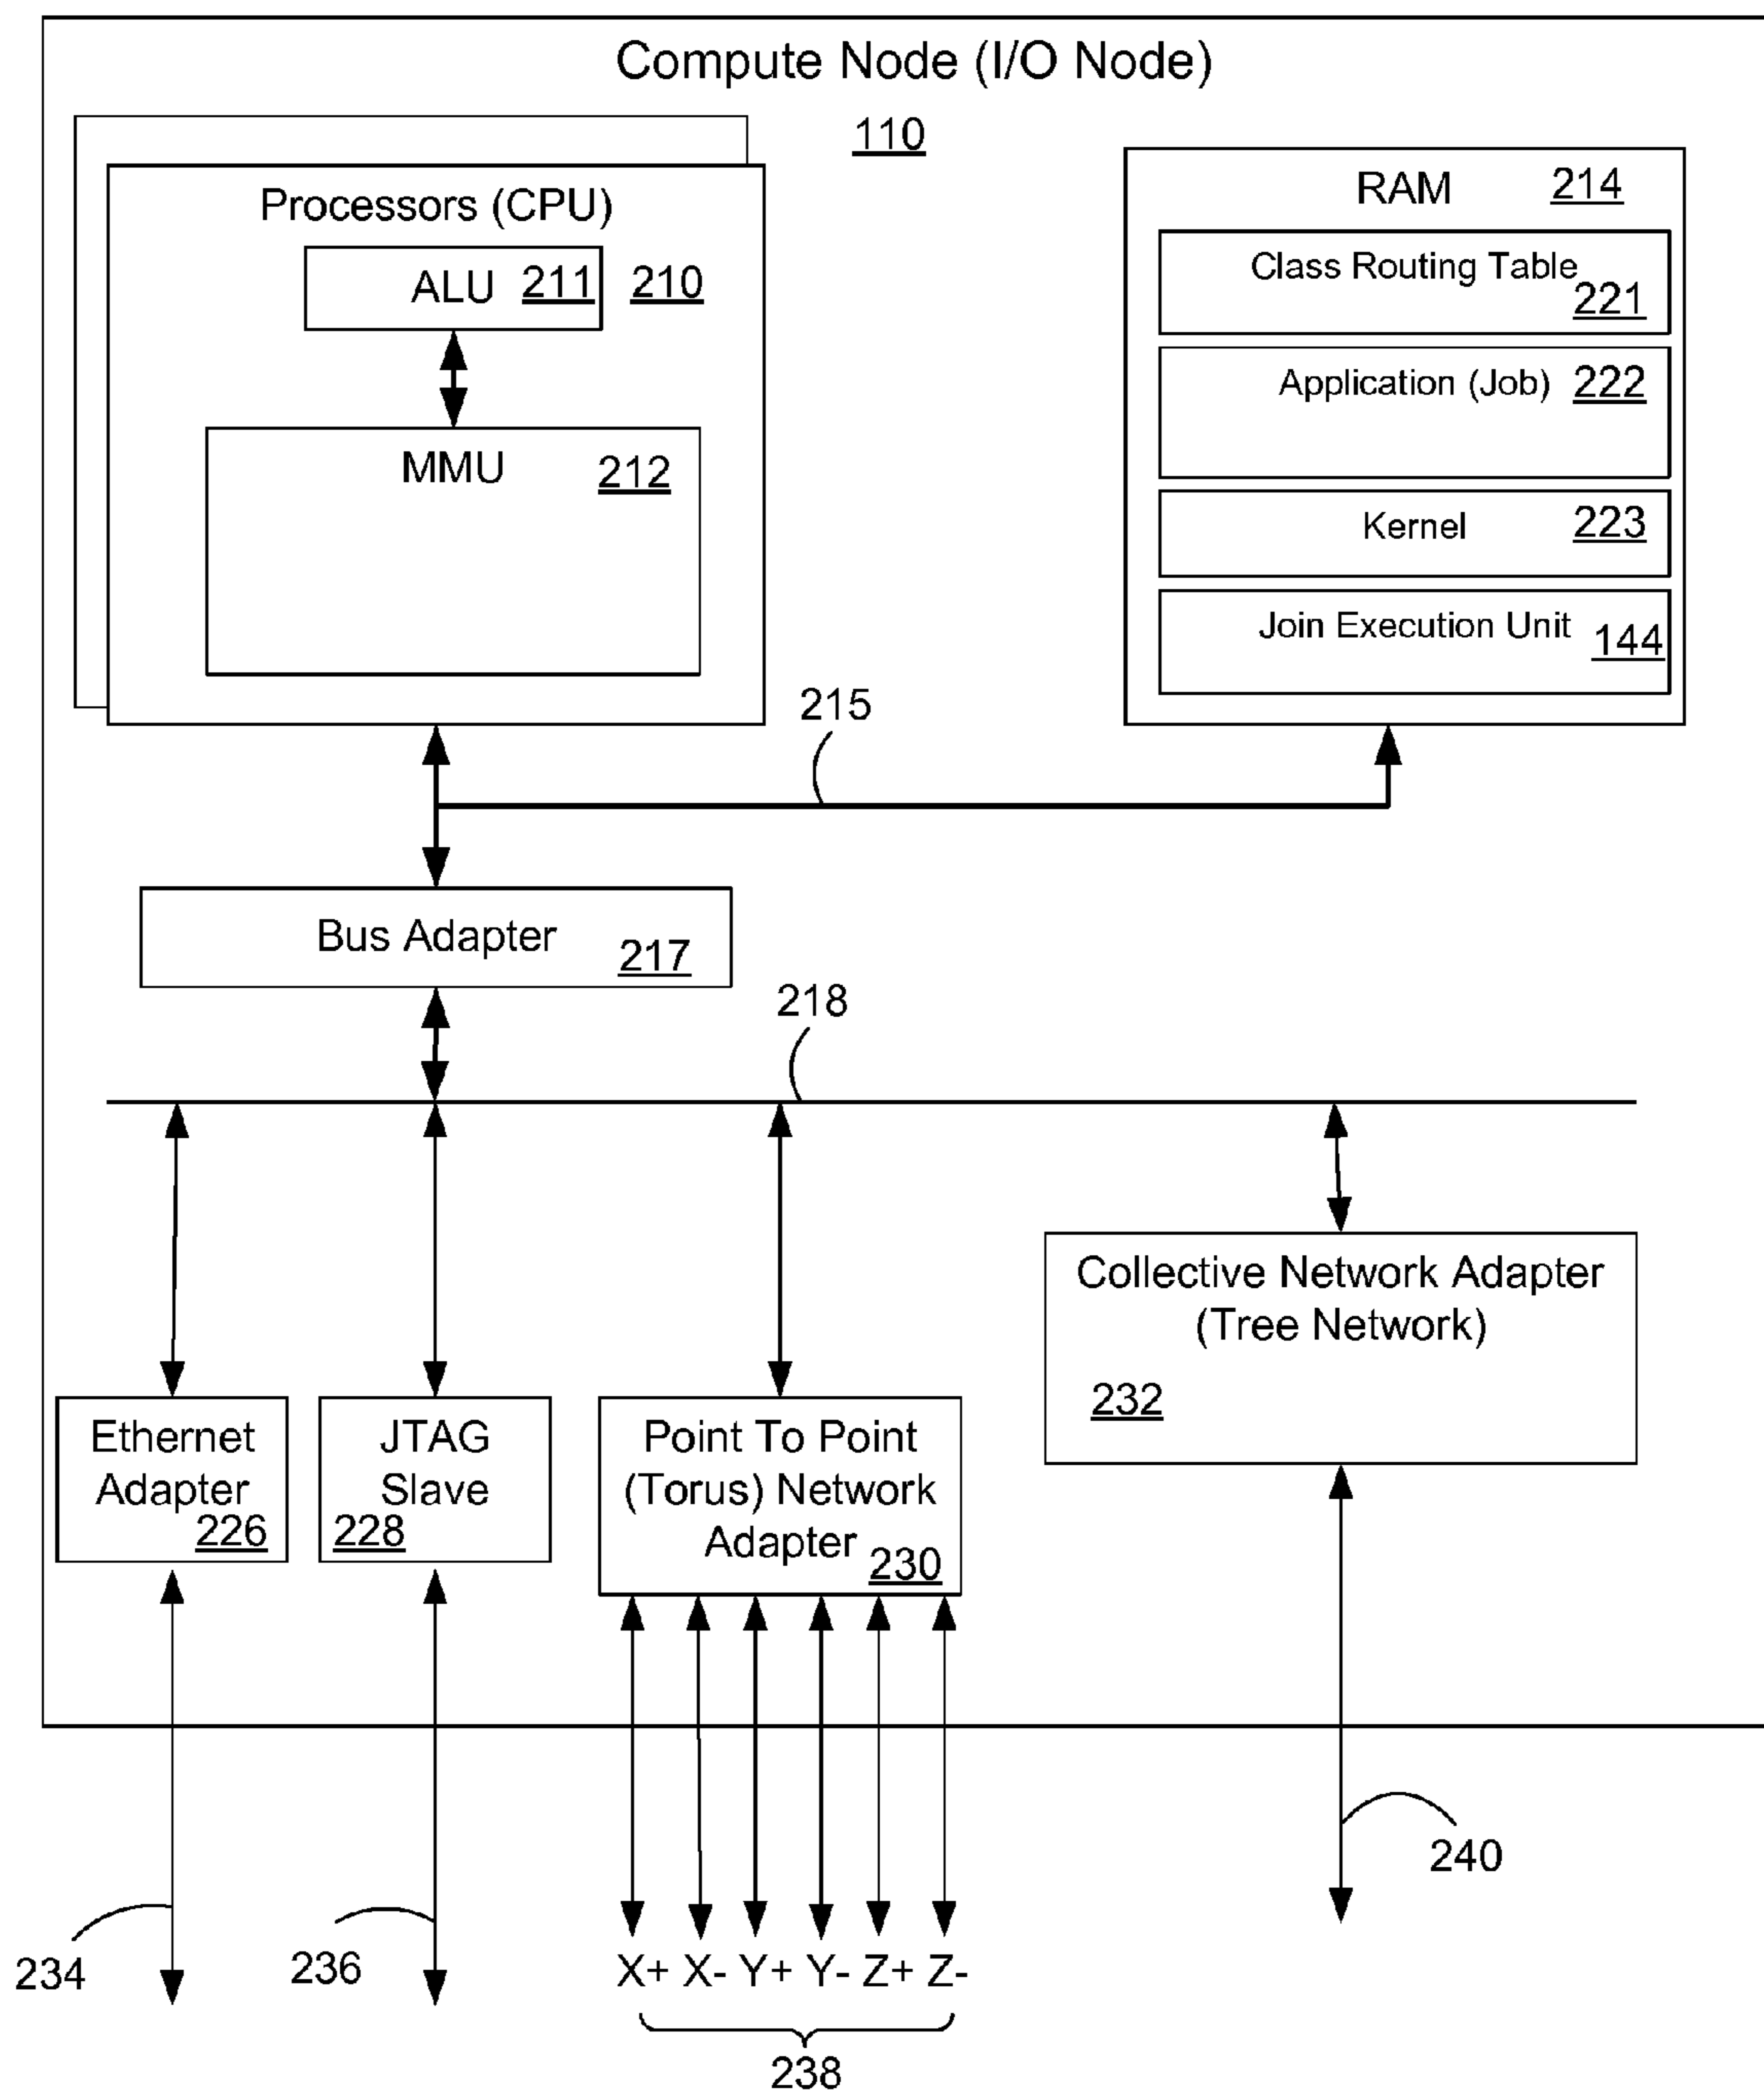 Compute Node (I/O Node)
110
Processors (CPU)
ALU 211 210
MMU 212
RAM 214
Class Routing Table
221
Application (Job) 222
Kernel 223
Join Execution Unit 144
215
Bus Adapter 217
218
Collective Network Adapter
(Tree Network)
232
Ethernet
Adapter
226
JTAG
Slave
228
Point To Point
(Torus) Network
Adapter 230
234
236
X+ X- Y+ Y- Z+ Z-
238
240